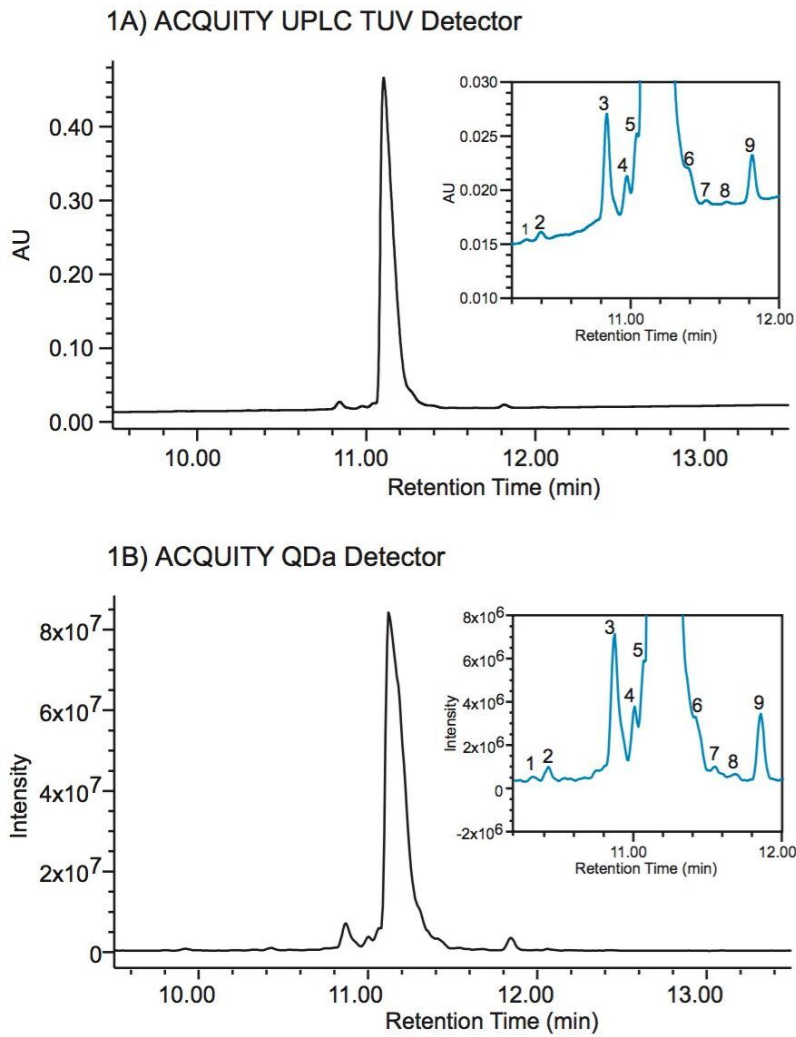 1A) ACQUITY UPLC TUV Detector
AU
0.40
0.30
0.20
0.10
0.00
10.00 11.00 12.00 13.00
Retention Time (min)
AU
0.030
0.025
0.020
0.015
0.010
1 2 3 4 5 6 7 8 9
11.00 12.00
Retention Time (min)
1B) ACQUITY QDa Detector
Intensity
8x10⁷
6x10⁷
4x10⁷
2x10⁷
0
10.00 11.00 12.00 13.00
Retention Time (min)
Intensity
8x10⁶
6x10⁶
4x10⁶
2x10⁶
0
-2x10⁶
1 2 3 4 5 6 7 8 9
11.00 12.00
Retention Time (min)